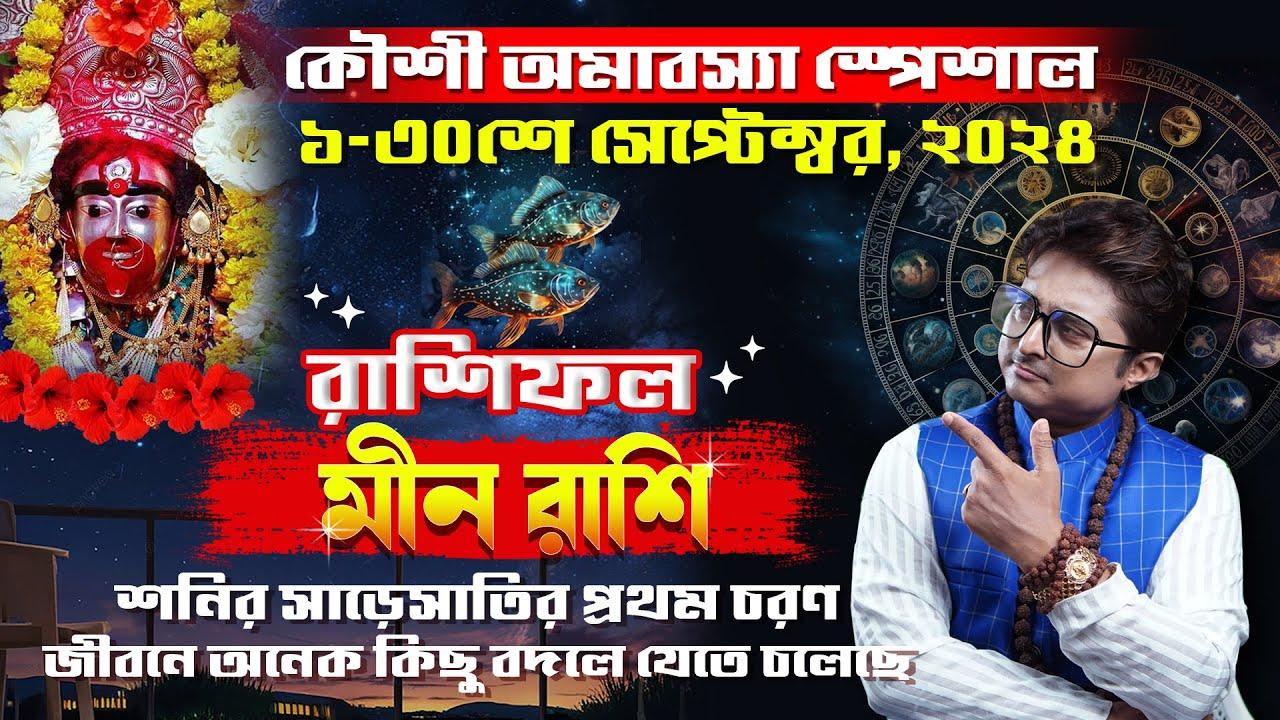 কৌশী অমাবস্যা স্পেশাল
১-৩০শে সেপ্টেম্বর, ২০২৪
রাশিফল
মীন রাশি
শনির সাড়েসাতির প্রথম চরণ
জীবনে অনেক কিছু বদলে যেতে চলেছে